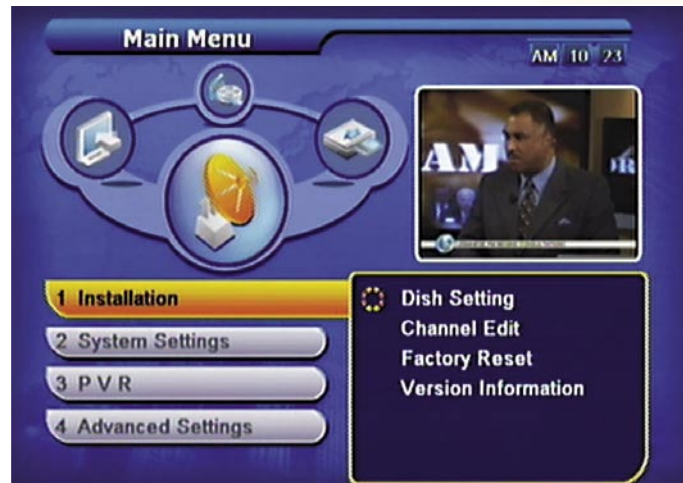 Main Menu
AM 10 23
AM
1 Installation
2 System Settings
3 P V R
4 Advanced Settings
Dish Setting
Channel Edit
Factory Reset
Version Information